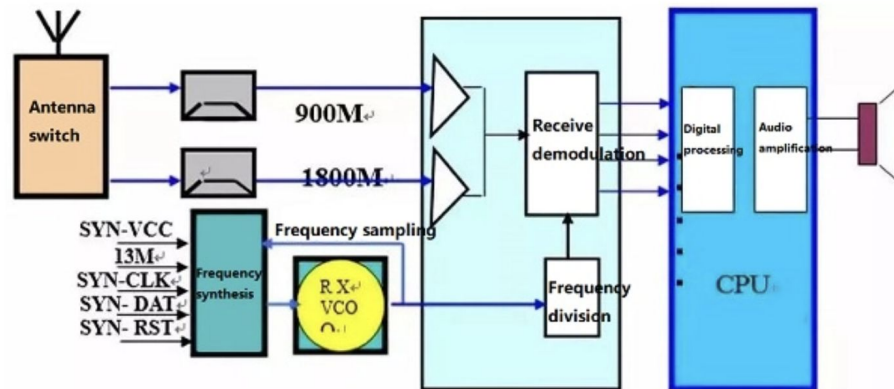 Antenna
switch
900M
1800M
SYN-VCC
13M
SYN-CLK
SYN- DAT
SYN- RST
Frequency
synthesis
Frequency sampling
R X
VCO
Receive
demodulation
Frequency
division
Digital
processing
Audio
amplification
CPU